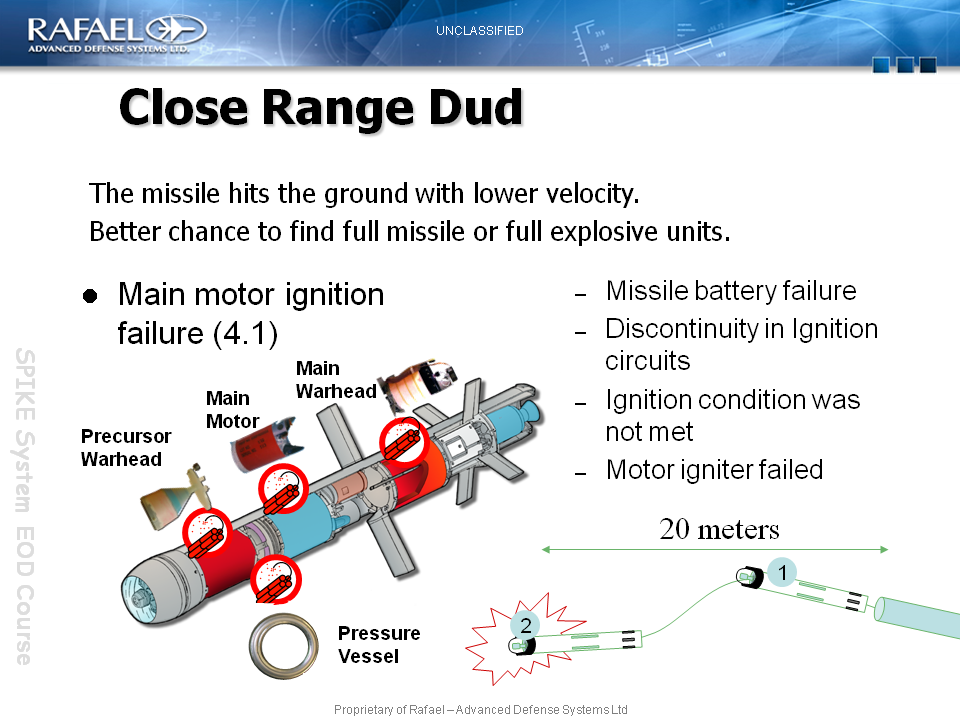 RAFAEL
ADVANCED DEFENSE SYSTEMS LTD.
UNCLASSIFIED
Close Range Dud
The missile hits the ground with lower velocity.
Better chance to find full missile or full explosive units.
● Main motor ignition
failure (4.1)
– Missile battery failure
– Discontinuity in Ignition
circuits
– Ignition condition was
not met
– Motor igniter failed
Main
Warhead
Main
Motor
Precursor
Warhead
Pressure
Vessel
20 meters
1
2
SPIKE System EOD Course
Proprietary of Rafael – Advanced Defense Systems Ltd